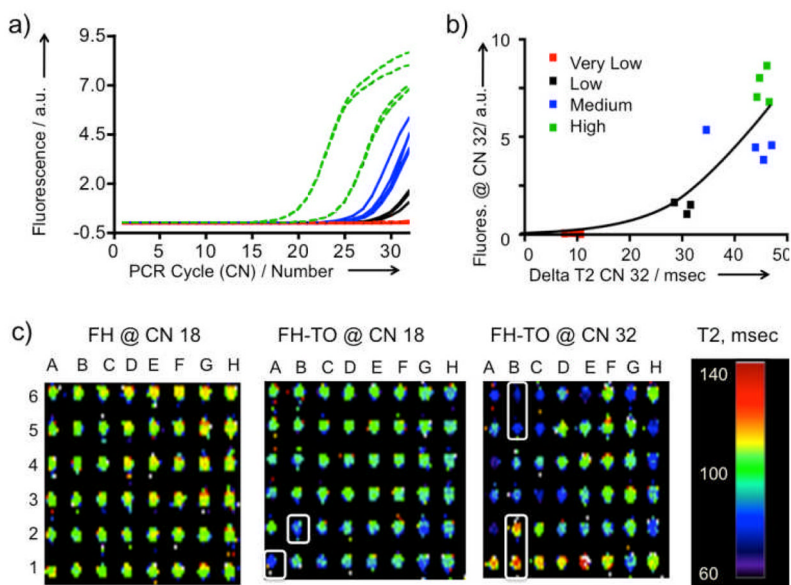 a)
Fluorescence / a.u.
9.5
7.0
4.5
2.0
-0.5
0 5 10 15 20 25 30
PCR Cycle (CN) / Number
b)
Fluores. @ CN 32/ a.u.
10
5
0
Very Low
Low
Medium
High
0 10 20 30 40 50
Delta T2 CN 32 / msec
c)
FH @ CN 18
A B C D E F G H
6
5
4
3
2
1
FH-TO @ CN 18
A B C D E F G H
FH-TO @ CN 32
A B C D E F G H
T2, msec
140
100
60